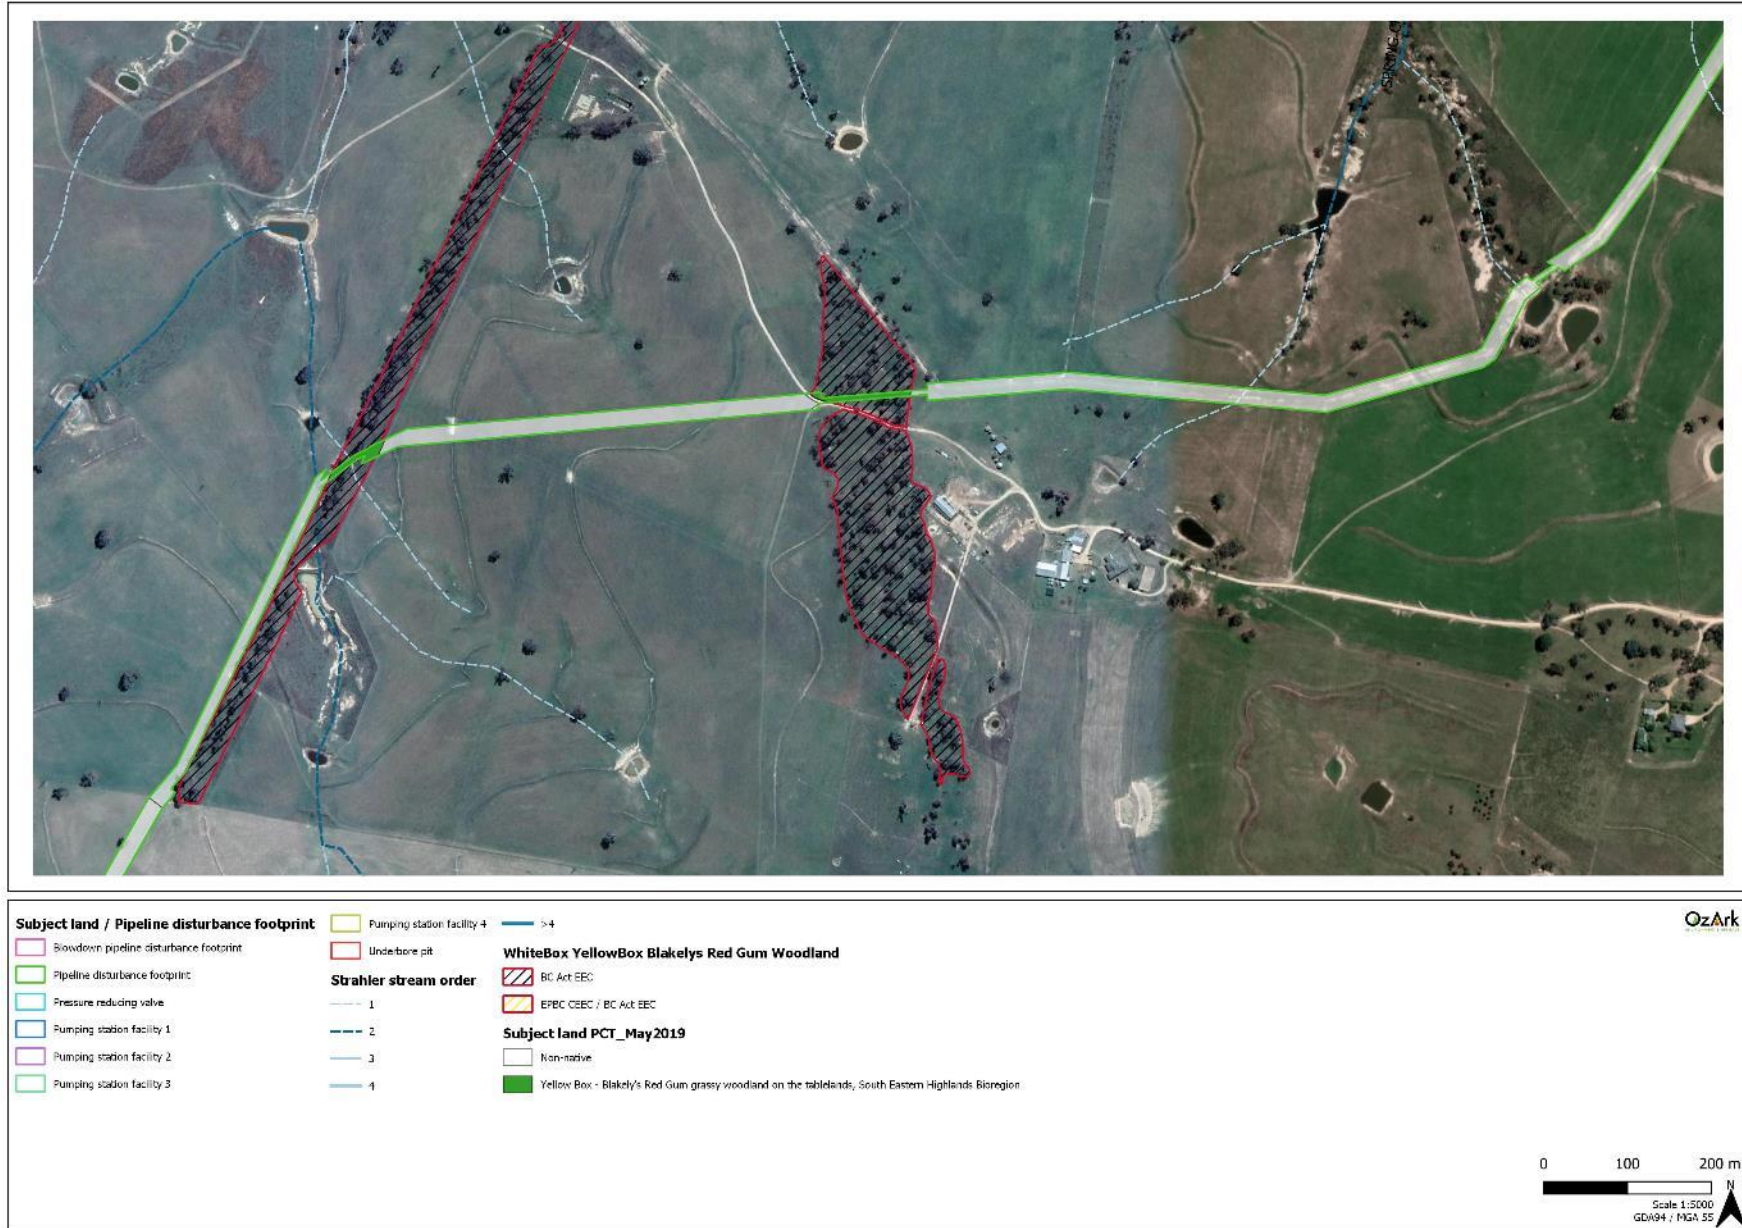 SPRING C
Subject land / Pipeline disturbance footprint
Blowdown pipeline disturbance footprint
Pipeline disturbance footprint
Pressure reducing valve
Pumping station facility 1
Pumping station facility 2
Pumping station facility 3
Pumping station facility 4
Underbore pit
Strahler stream order
1
2
3
4
>4
WhiteBox YellowBox Blakelys Red Gum Woodland
BC Act EEC
EPBC CEEC / BC Act EEC
Subject land PCT_May2019
Non-native
Yellow Box - Blakely's Red Gum grassy woodland on the tablelands, South Eastern Highlands Bioregion
OzArk
0 100 200 m
N
Scale 1:5000
GDA94 / MGA 55